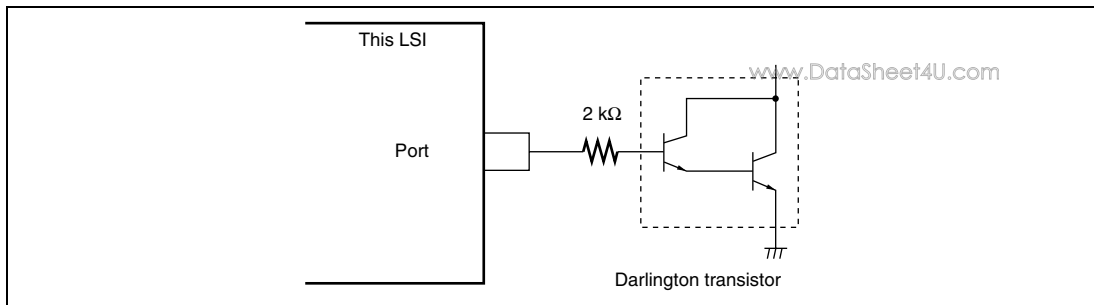 This LSI
www.DataSheet4U.com
2 kΩ
Port
Darlington transistor